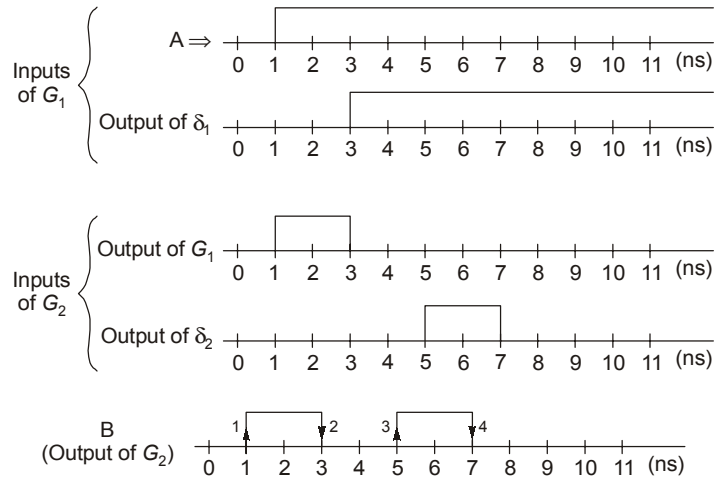 A ⇒
0 1 2 3 4 5 6 7 8 9 10 11 (ns)
Inputs
of G1
Output of δ1
0 1 2 3 4 5 6 7 8 9 10 11 (ns)
Output of G1
0 1 2 3 4 5 6 7 8 9 10 11 (ns)
Inputs
of G2
Output of δ2
0 1 2 3 4 5 6 7 8 9 10 11 (ns)
B
(Output of G2)
1 2 3 4
0 1 2 3 4 5 6 7 8 9 10 11 (ns)